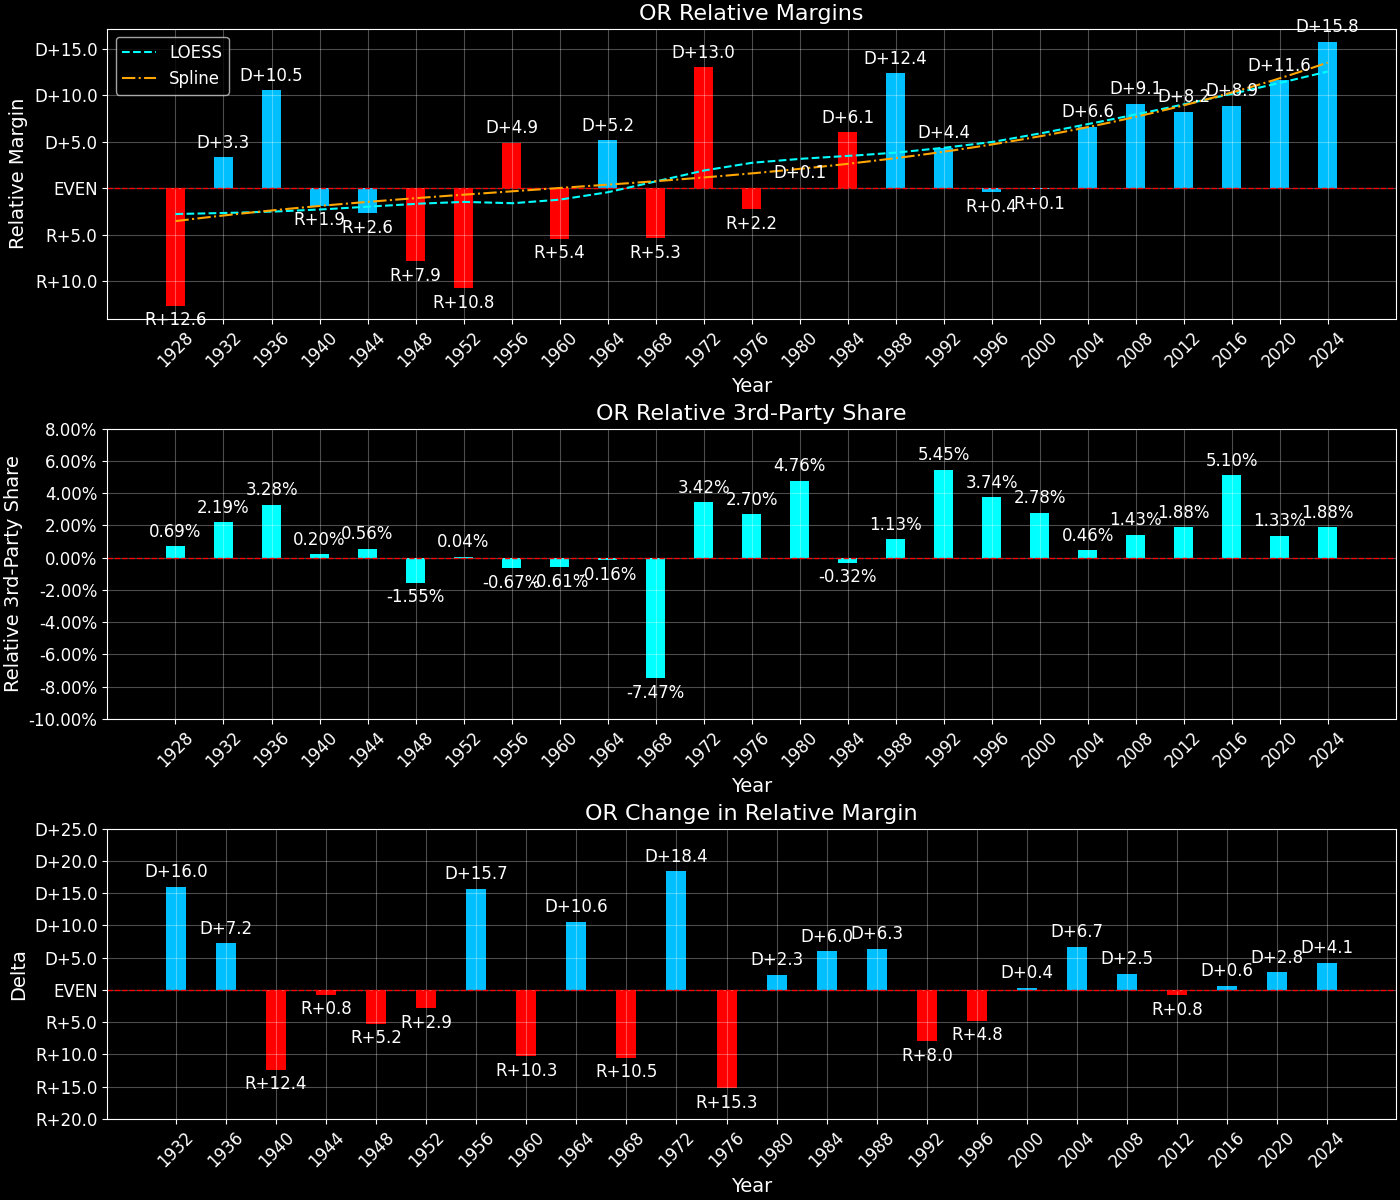 OR Relative Margins
LOESS
Spline
Relative Margin
D+15.0
D+10.0
D+5.0
EVEN
R+5.0
R+10.0
R+12.6
D+3.3
D+10.5
R+1.9
R+2.6
R+7.9
R+10.8
D+4.9
R+5.4
D+5.2
R+5.3
D+13.0
R+2.2
D+0.1
D+6.1
D+12.4
D+4.4
R+0.4
R+0.1
D+6.6
D+9.1
D+8.2
D+8.9
D+11.6
D+15.8
1928 1932 1936 1940 1944 1948 1952 1956 1960 1964 1968 1972 1976 1980 1984 1988 1992 1996 2000 2004 2008 2012 2016 2020 2024
Year
OR Relative 3rd-Party Share
Relative 3rd-Party Share
8.00%
6.00%
4.00%
2.00%
0.00%
-2.00%
-4.00%
-6.00%
-8.00%
-10.00%
0.69%
2.19%
3.28%
0.20%
0.56%
-1.55%
0.04%
-0.67%
-0.61%
-0.16%
-7.47%
3.42%
2.70%
4.76%
-0.32%
1.13%
5.45%
3.74%
2.78%
0.46%
1.43%
1.88%
5.10%
1.33%
1.88%
1928 1932 1936 1940 1944 1948 1952 1956 1960 1964 1968 1972 1976 1980 1984 1988 1992 1996 2000 2004 2008 2012 2016 2020 2024
Year
OR Change in Relative Margin
Delta
D+25.0
D+20.0
D+15.0
D+10.0
D+5.0
EVEN
R+5.0
R+10.0
R+15.0
R+20.0
D+16.0
D+7.2
R+12.4
R+0.8
R+5.2
R+2.9
D+15.7
R+10.3
D+10.6
R+10.5
D+18.4
R+15.3
D+2.3
D+6.0
D+6.3
R+8.0
R+4.8
D+0.4
D+6.7
D+2.5
R+0.8
D+0.6
D+2.8
D+4.1
1932 1936 1940 1944 1948 1952 1956 1960 1964 1968 1972 1976 1980 1984 1988 1992 1996 2000 2004 2008 2012 2016 2020 2024
Year